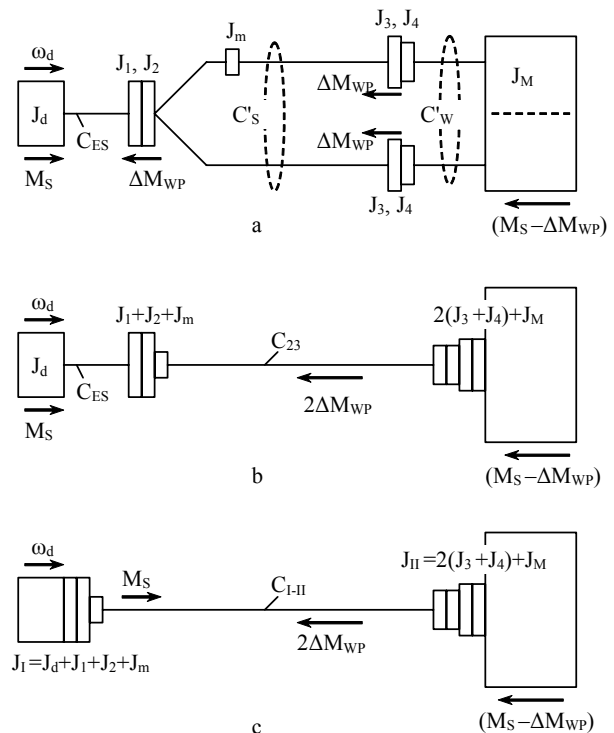 ω_d
J_d
M_S
C_ES
J_1, J_2
ΔM_WP
J_m
C'_S
J_3, J_4
ΔM_WP
ΔM_WP
J_3, J_4
C'_W
J_M
(M_S–ΔM_WP)
a
ω_d
J_d
M_S
C_ES
J_1+J_2+J_m
C_23
2ΔM_WP
2(J_3+J_4)+J_M
(M_S–ΔM_WP)
b
ω_d
M_S
J_I=J_d+J_1+J_2+J_m
C_I-II
2ΔM_WP
J_II=2(J_3+J_4)+J_M
(M_S–ΔM_WP)
c